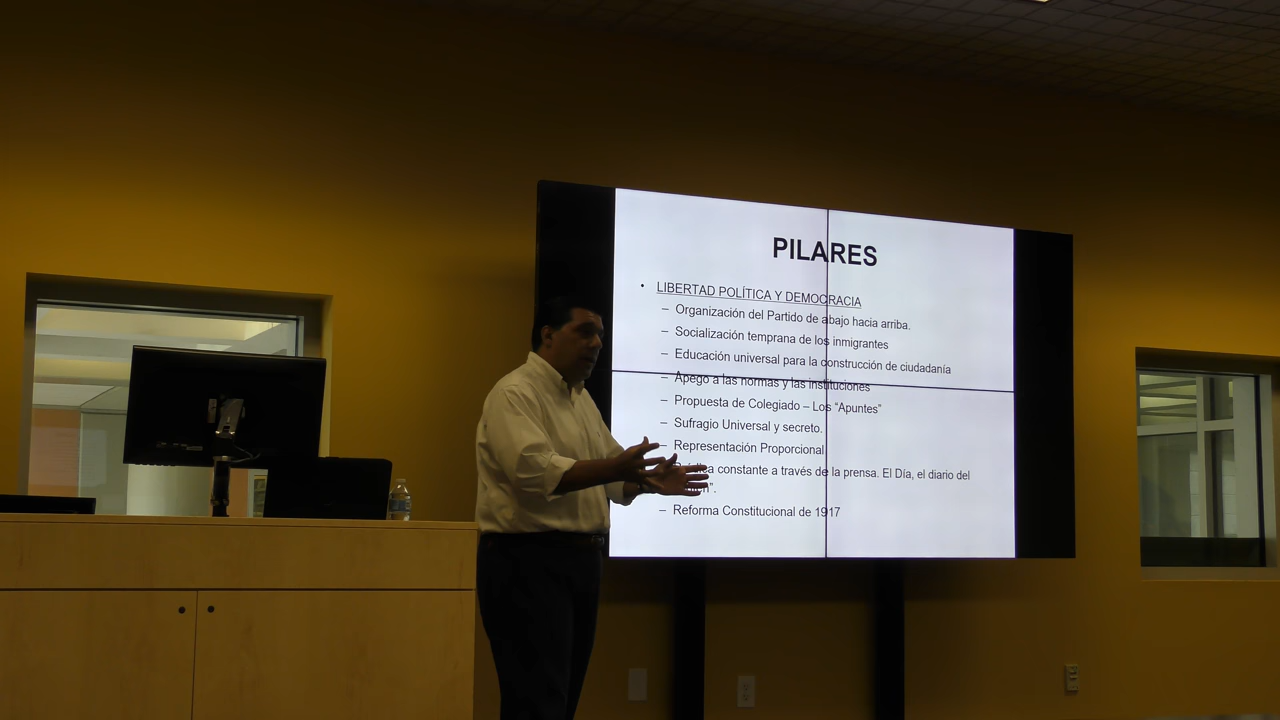 PILARES
• LIBERTAD POLÍTICA Y DEMOCRACIA
– Organización del Partido de abajo hacia arriba.
– Socialización temprana de los inmigrantes
– Educación universal para la construcción de ciudadanía
– Apego a las normas y las instituciones
– Propuesta de Colegiado – Los “Apuntes”
– Sufragio Universal y secreto.
– Representación Proporcional
constante a través de la prensa. El Día, el diario del
– Reforma Constitucional de 1917